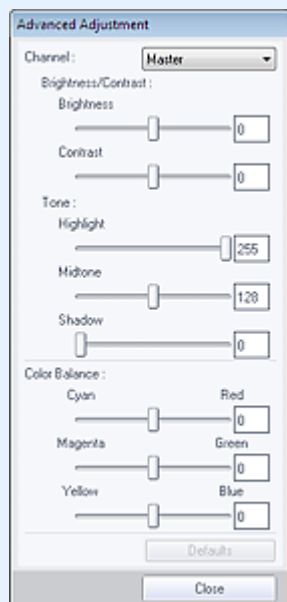 Advanced Adjustment
Channel : Master
Brightness/Contrast :
Brightness
0
Contrast
0
Tone :
Highlight
255
Midtone
128
Shadow
0
Color Balance :
Cyan Red
0
Magenta Green
0
Yellow Blue
0
Defaults
Close